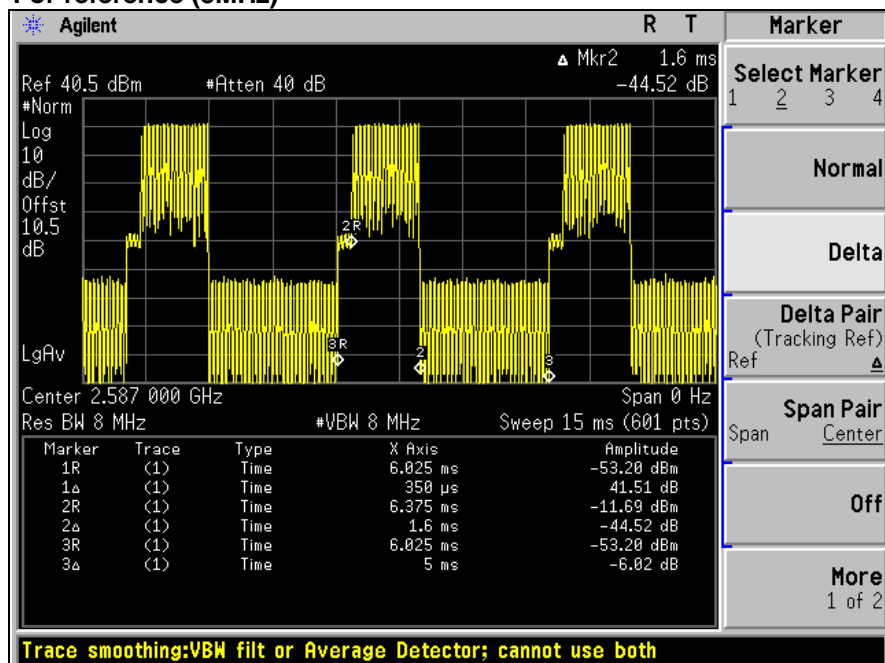 For reference (5MHz)
Agilent R T Marker
Δ Mkr2 1.6 ms
Ref 40.5 dBm #Atten 40 dB -44.52 dB
#Norm
Log
10
dB/
Offst
10.5
dB
LgAv
2R
3R
2
3
Center 2.587 000 GHz Span 0 Hz
Res BW 8 MHz #VBW 8 MHz Sweep 15 ms (601 pts)
Marker Trace Type X Axis Amplitude
1R (1) Time 6.025 ms -53.20 dBm
1Δ (1) Time 350 µs 41.51 dB
2R (1) Time 6.375 ms -11.69 dBm
2Δ (1) Time 1.6 ms -44.52 dB
3R (1) Time 6.025 ms -53.20 dBm
3Δ (1) Time 5 ms -6.02 dB
Select Marker
1 2 3 4
Normal
Delta
Delta Pair
(Tracking Ref)
Ref Δ
Span Pair
Span Center
Off
More
1 of 2
Trace smoothing:VBW filt or Average Detector; cannot use both